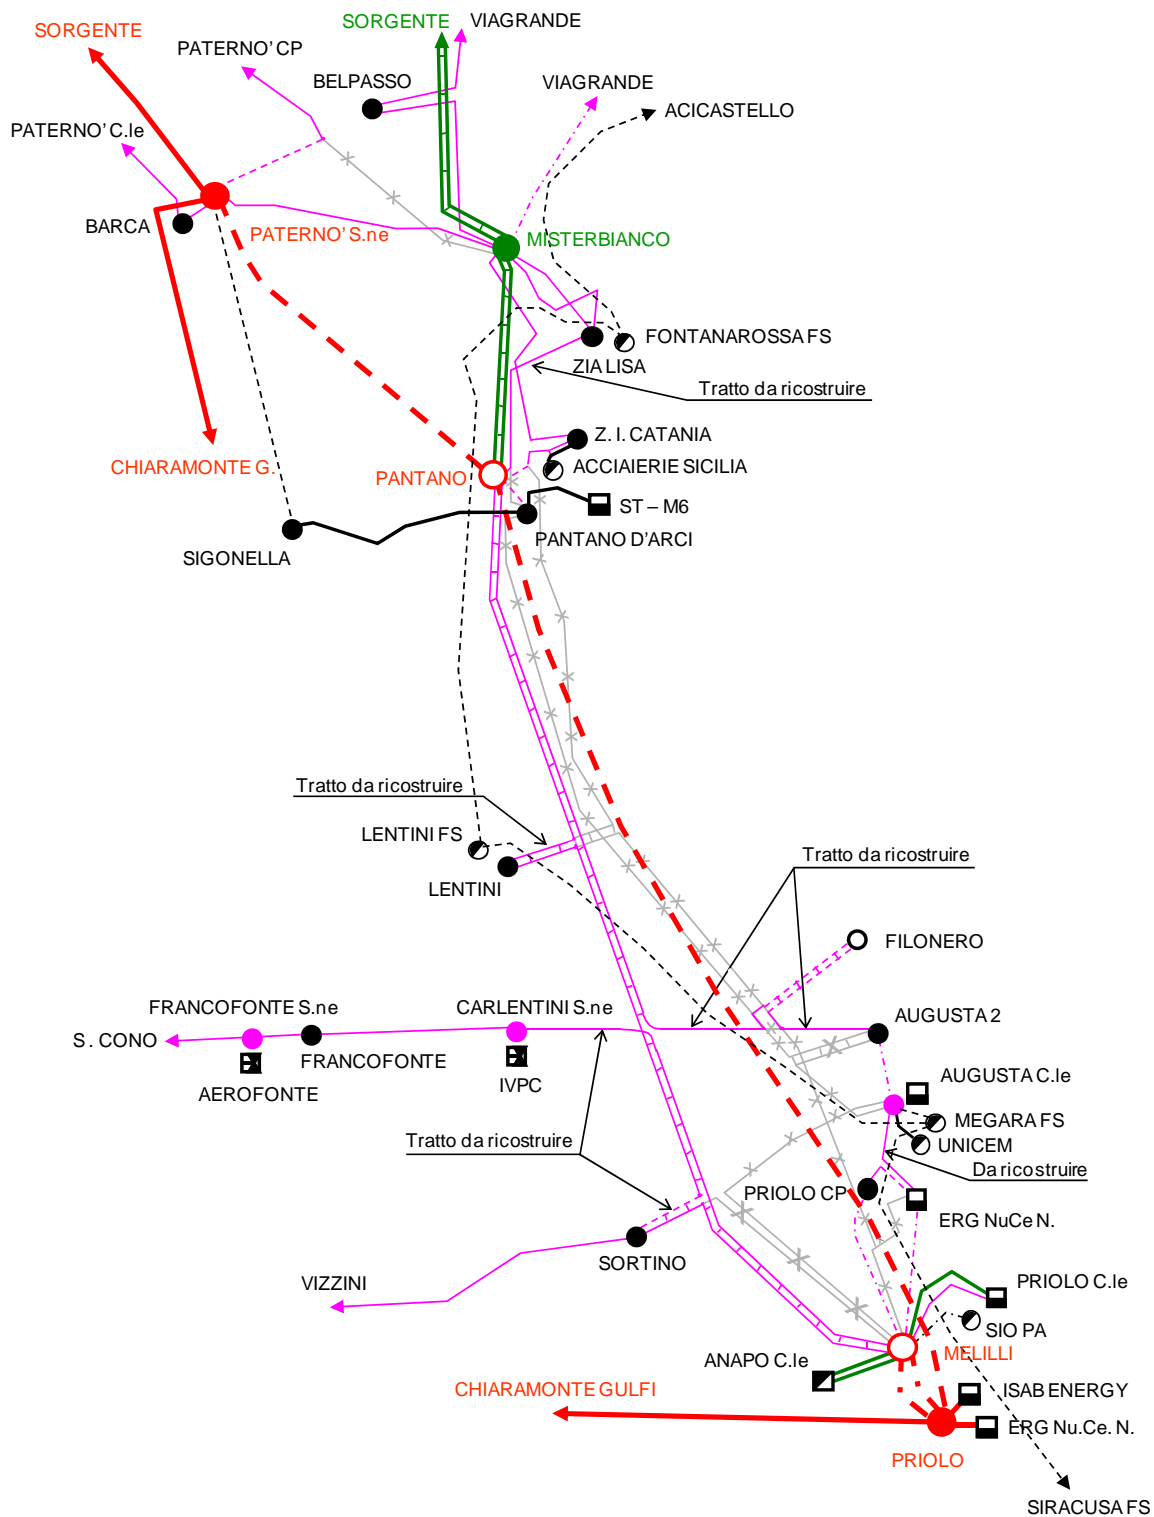 SORGENTE
VIAGRANDE
SORGENTE
PATERNO' CP
BELPASSO
VIAGRANDE
ACICASTELLO
PATERNO' C.le
BARCA
PATERNO' S.ne
MISTERBIANCO
FONTANAROSSA FS
ZIA LISA
Tratto da ricostruire
Z. I. CATANIA
CHIARAMONTE G.
PANTANO
ACCIAIERIE SICILIA
ST – M6
PANTANO D'ARCI
SIGONELLA
Tratto da ricostruire
LENTINI FS
LENTINI
Tratto da ricostruire
FILONERO
FRANCOFONTE S.ne
CARLENTINI S.ne
AUGUSTA 2
S. CONO
FRANCOFONTE
AEROFONTE
IVPC
AUGUSTA C.le
MEGARA FS
Tratto da ricostruire
UNICEM
Da ricostruire
PRIOLO CP
ERG NuCe N.
SORTINO
VIZZINI
PRIOLO C.le
SIO PA
MELILLI
ANAPO C.le
CHIARAMONTE GULFI
ISAB ENERGY
ERG Nu.Ce. N.
PRIOLO
SIRACUSA FS